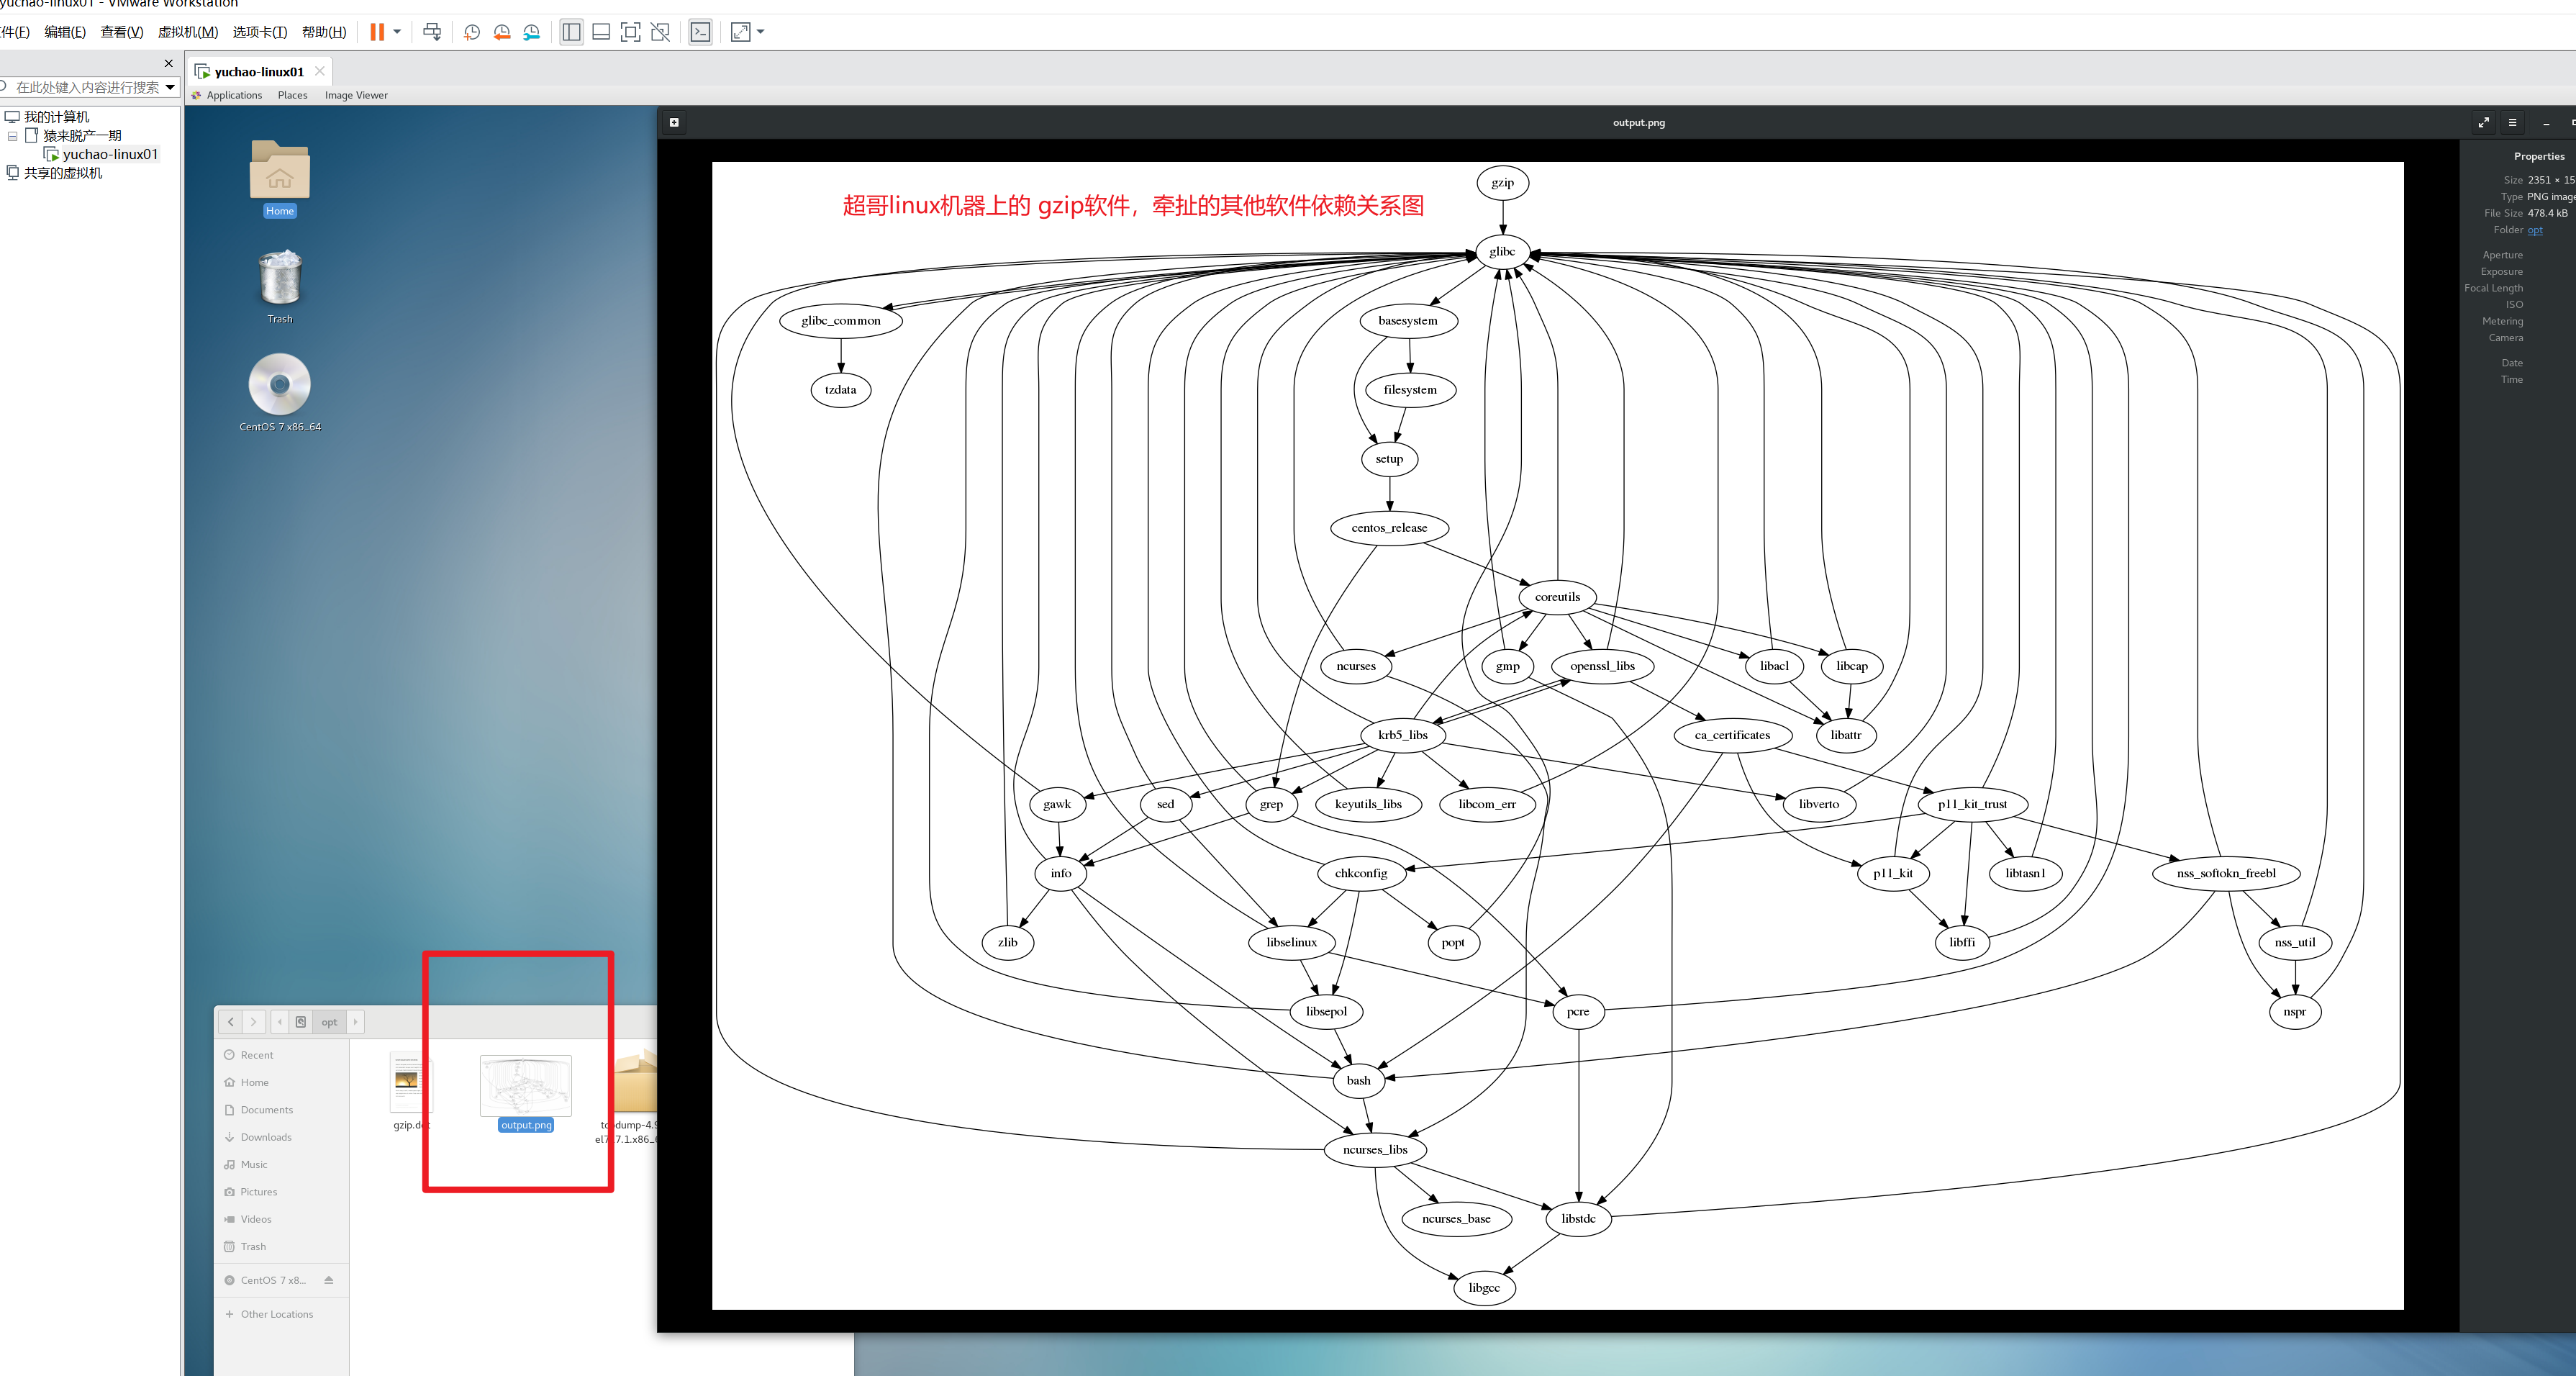 yuchao-linux01 - VMware Workstation
件(F) 编辑(E) 查看(V) 虚拟机(M) 选项卡(T) 帮助(H)
在此处键入内容进行搜索
我的计算机
猿来脱产一期
yuchao-linux01
共享的虚拟机
yuchao-linux01
Applications Places Image Viewer
Home
Trash
CentOS 7 x86_64
output.png
超哥linux机器上的 gzip软件，牵扯的其他软件依赖关系图
gzip
glibc
glibc_common
basesystem
tzdata
filesystem
setup
centos_release
coreutils
ncurses
gmp
openssl_libs
libacl
libcap
krb5_libs
ca_certificates
libattr
gawk
sed
grep
keyutils_libs
libcom_err
libverto
p11_kit_trust
info
chkconfig
p11_kit
libtasn1
nss_softokn_freebl
zlib
libselinux
popt
libffi
nss_util
libsepol
pcre
nspr
bash
ncurses_libs
ncurses_base
libstdc
libgcc
Properties
Size 2351 × 15
Type PNG image
File Size 478.4 kB
Folder opt
Aperture
Exposure
Focal Length
ISO
Metering
Camera
Date
Time
opt
Recent
Home
Documents
Downloads
Music
Pictures
Videos
Trash
CentOS 7 x8...
Other Locations
output.png